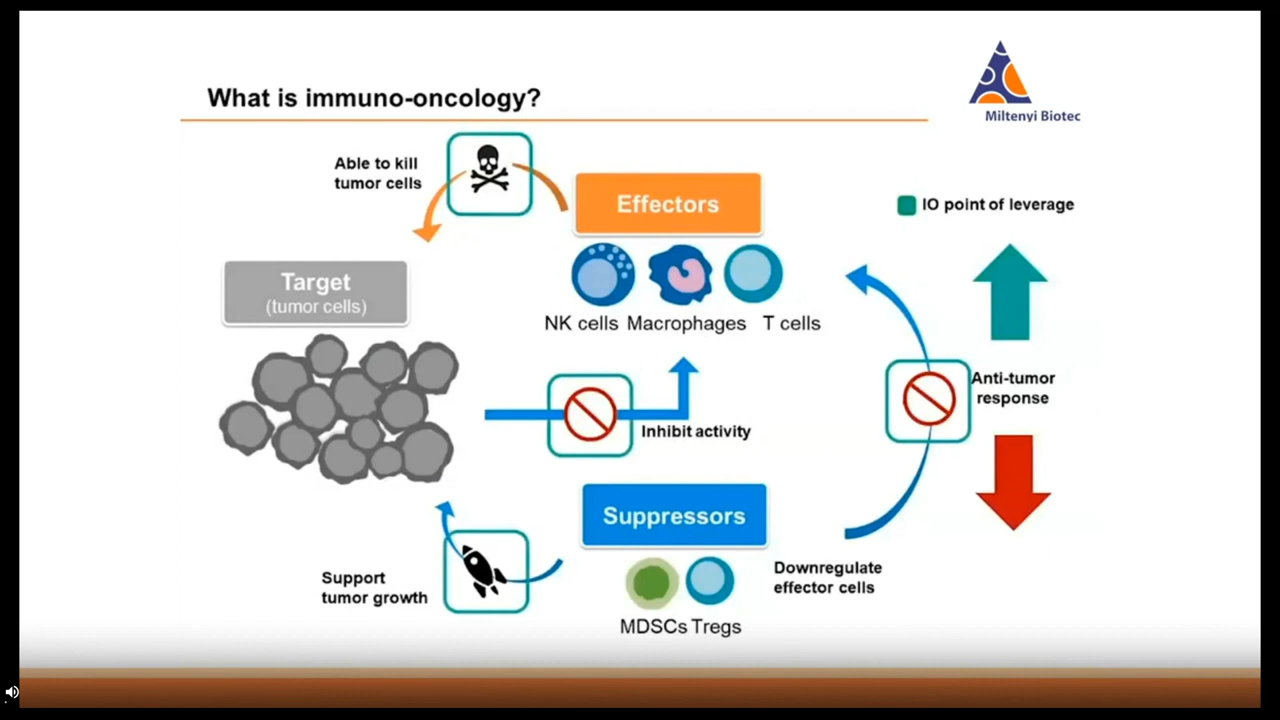 What is immuno-oncology?
Miltenyi Biotec
Able to kill
tumor cells
Effectors
IO point of leverage
Target
(tumor cells)
NK cells Macrophages T cells
Anti-tumor
response
Inhibit activity
Suppressors
Support
tumor growth
Downregulate
effector cells
MDSCs Tregs